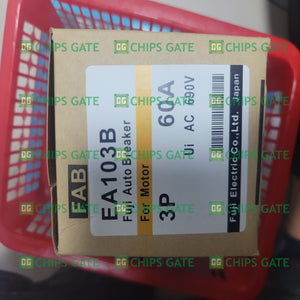 FAB
EA103B
Fuji Auto Breaker
For Motor
3P
60A
Ui AC 690V
Fuji Electric Co.,Ltd. Japan
CG CHIPS GATE